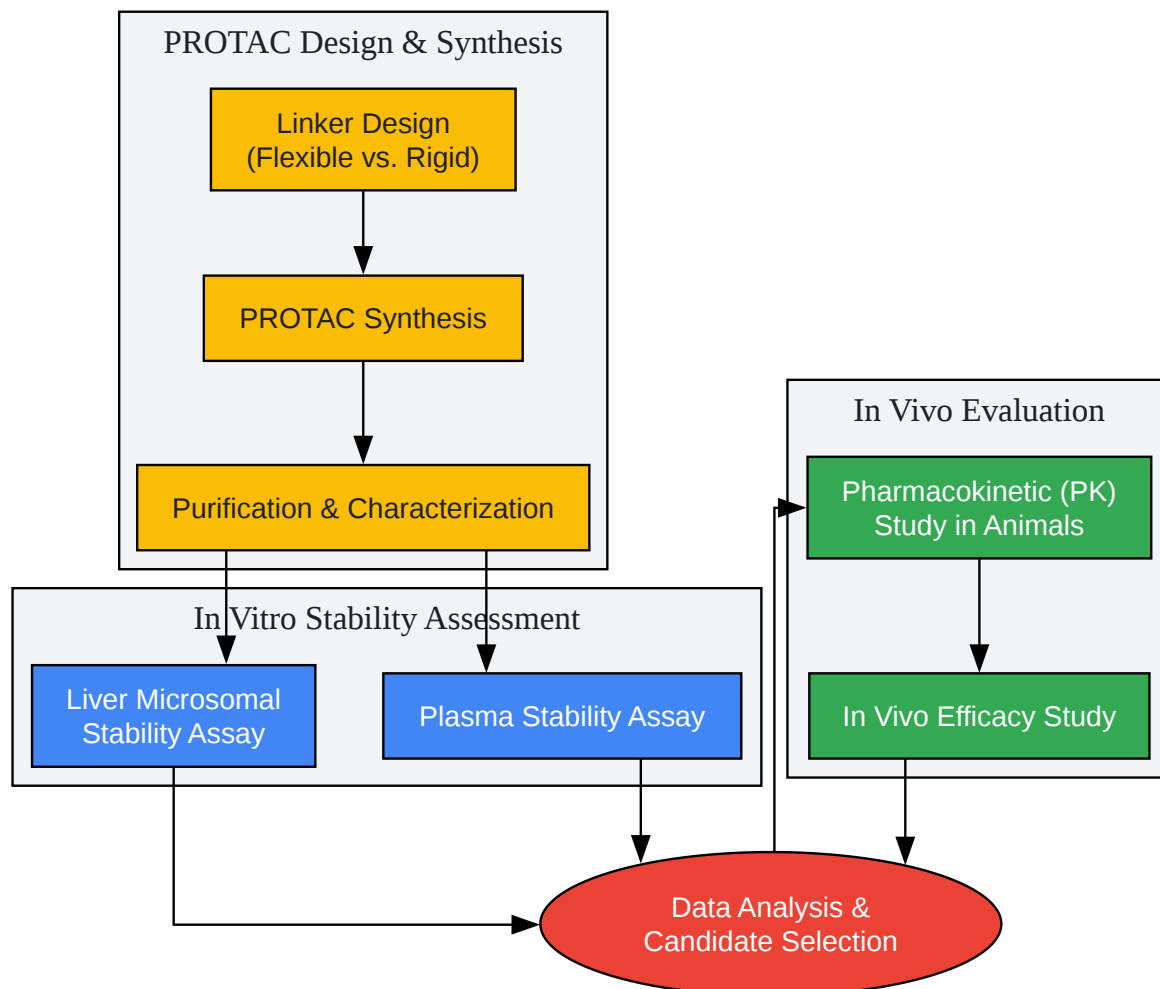 PROTAC Design & Synthesis
Linker Design
(Flexible vs. Rigid)
PROTAC Synthesis
Purification & Characterization
In Vitro Stability Assessment
Liver Microsomal
Stability Assay
Plasma Stability Assay
In Vivo Evaluation
Pharmacokinetic (PK)
Study in Animals
In Vivo Efficacy Study
Data Analysis &
Candidate Selection